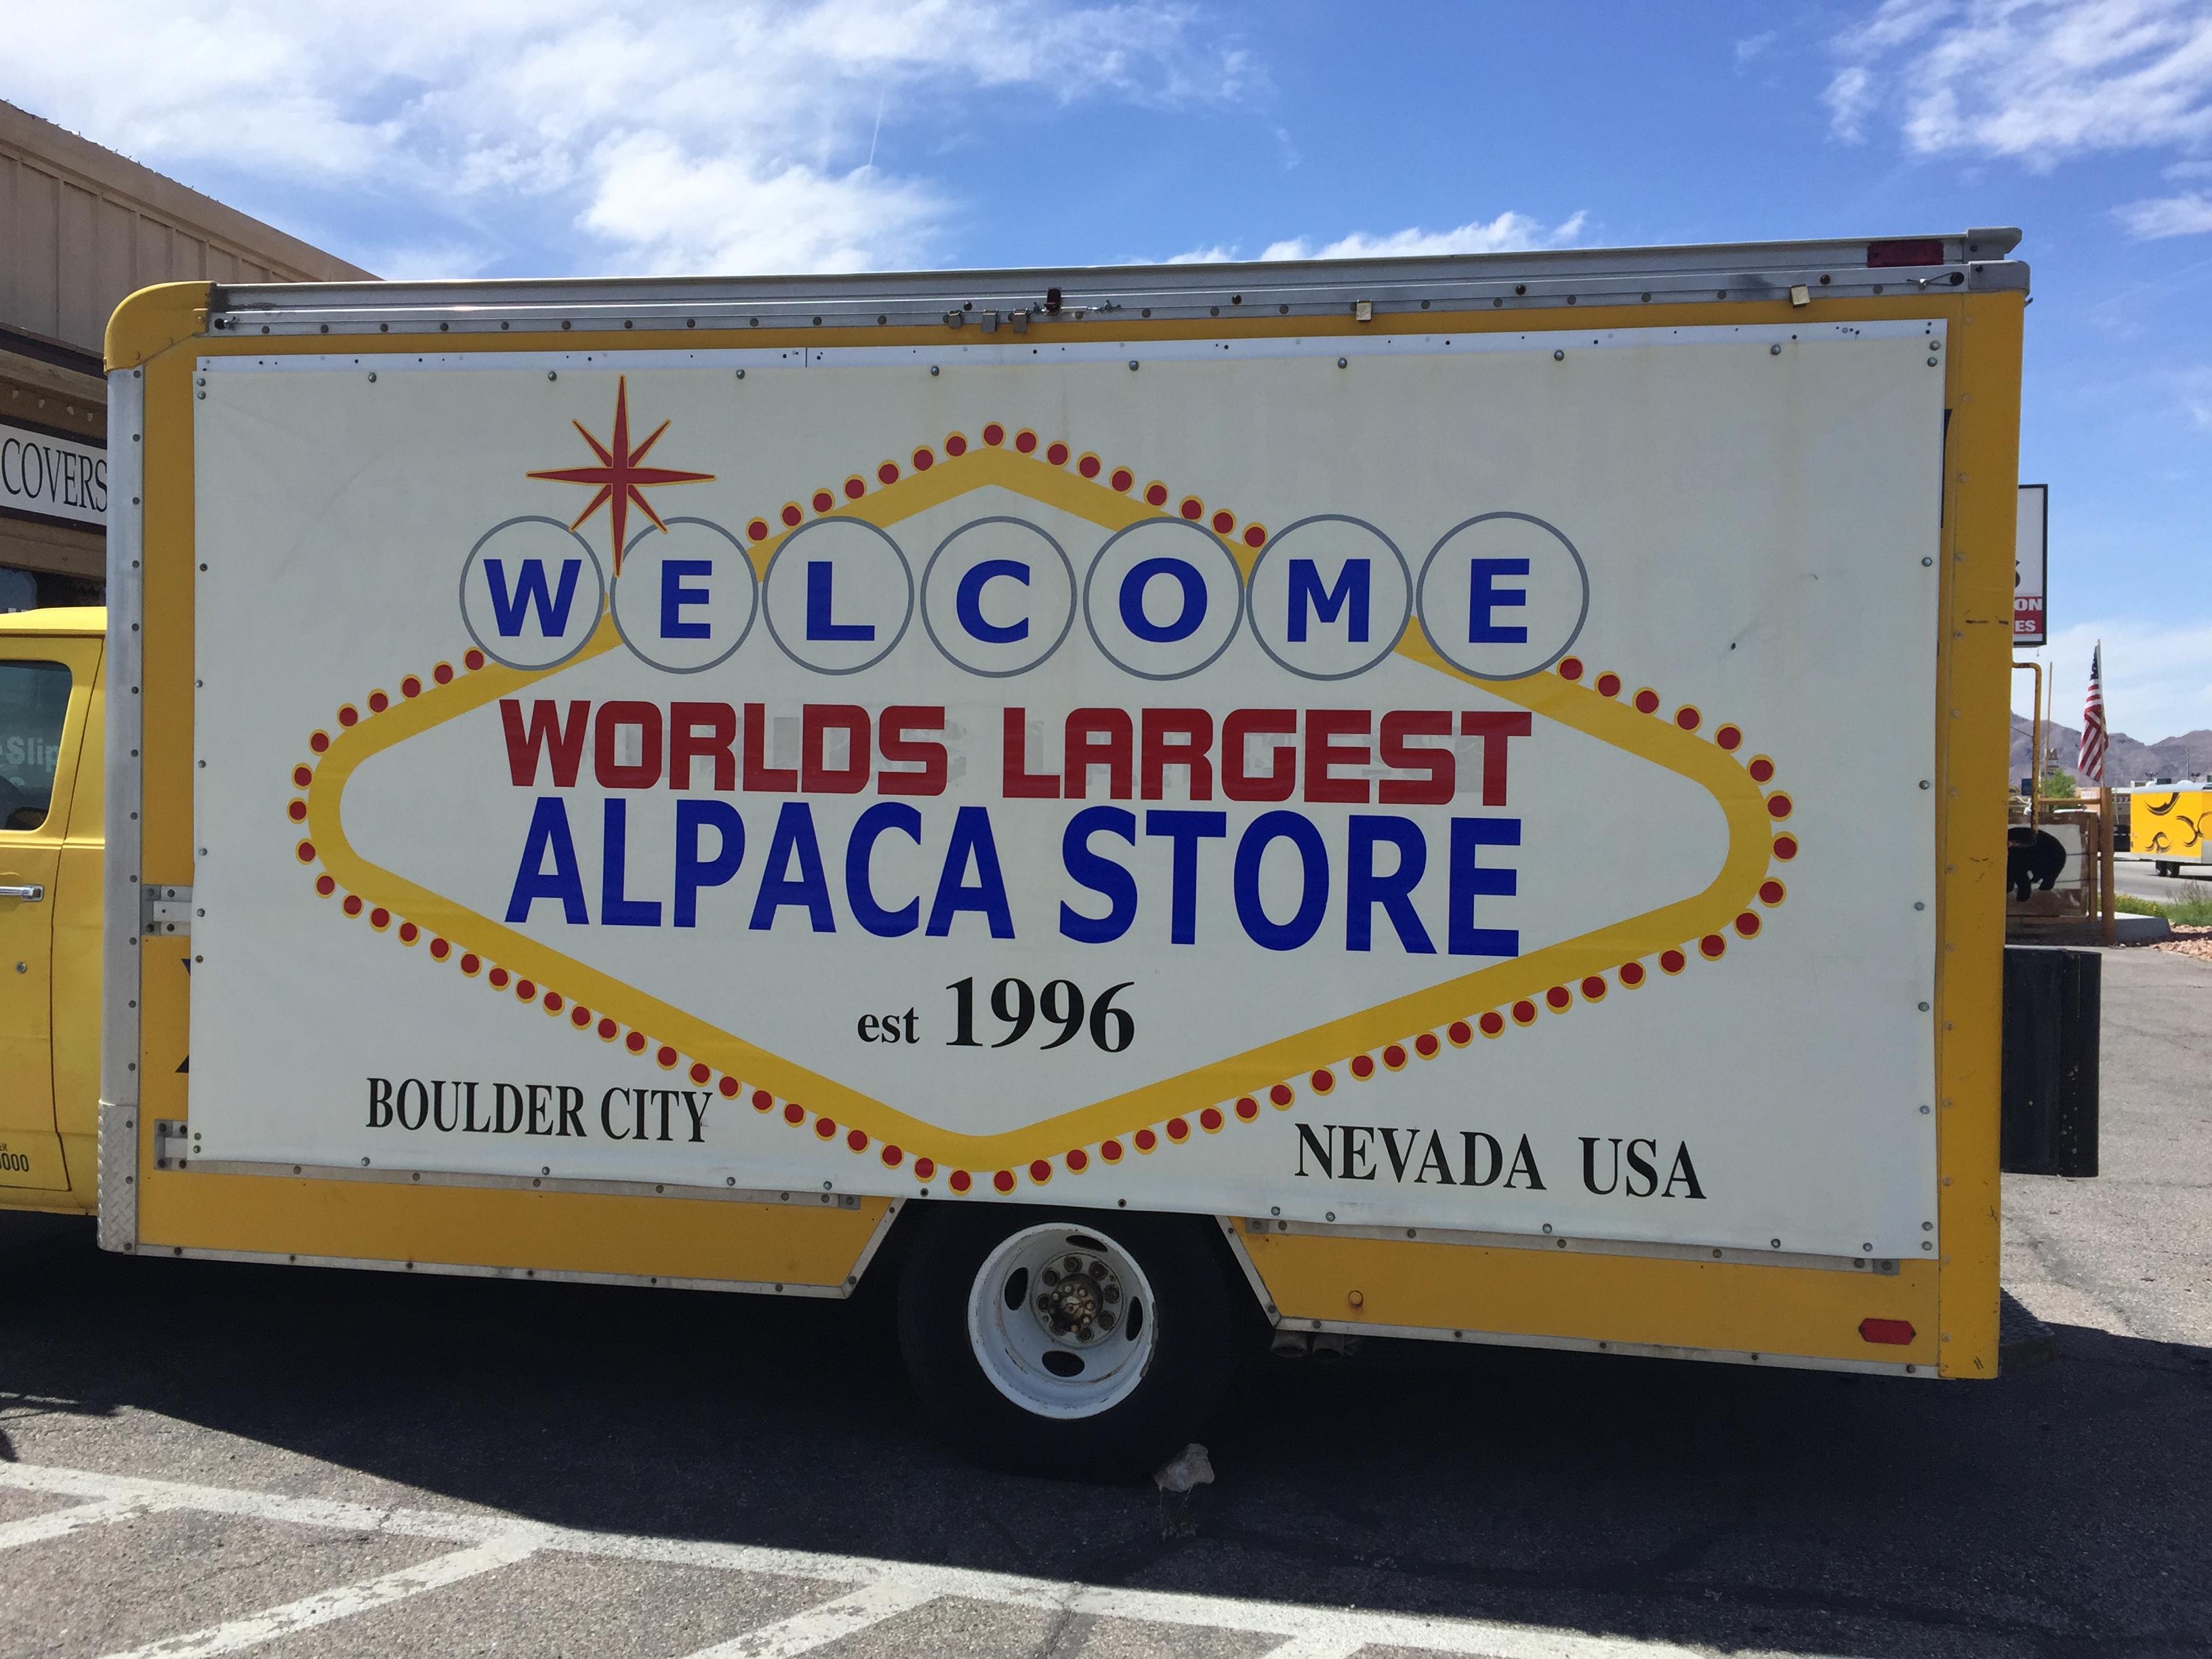 COVERS
WELCOME
WORLDS LARGEST
ALPACA STORE
est 1996
BOULDER CITY
NEVADA USA